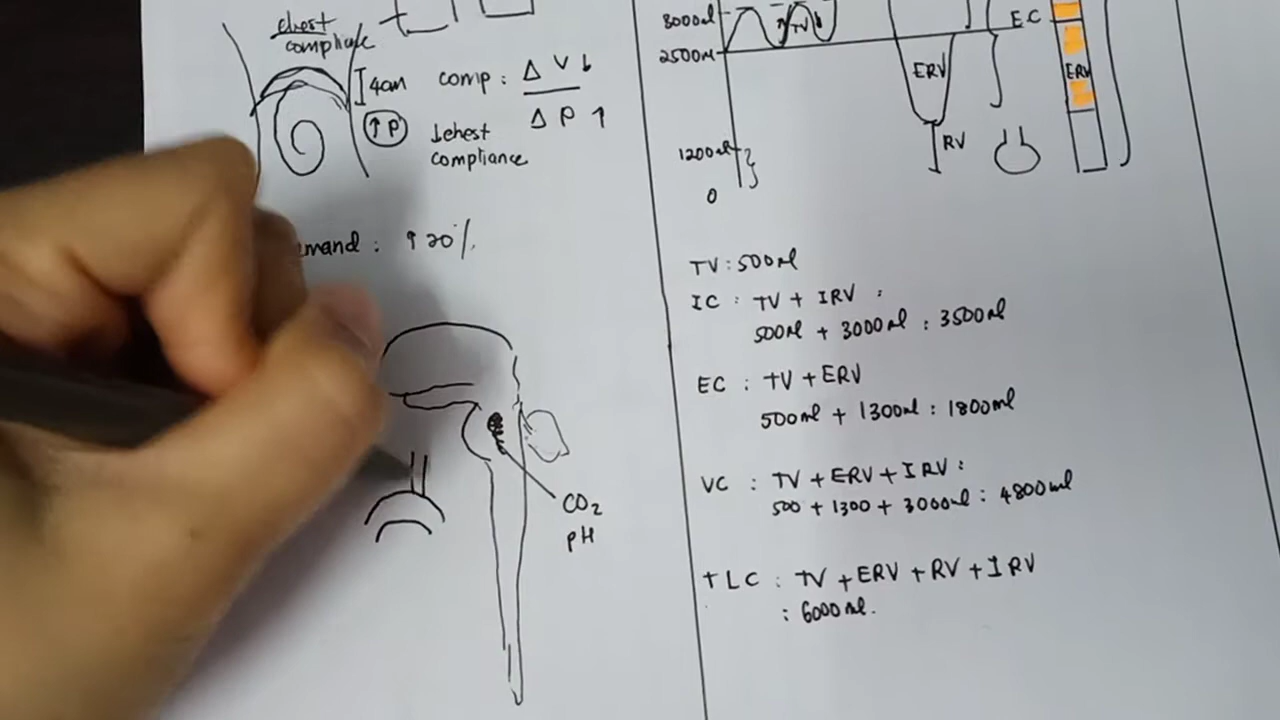 chest
compliance
4cm
↑P
comp : ΔV↓
ΔP↑
↓chest
compliance
mand : ↑20%
CO₂
pH
3000ml
TV
2500ml
EC
ERV
ERV
1200ml
RV
0
TV : 500ml
IC : TV + IRV :
500ml + 3000ml : 3500ml
EC : TV + ERV
500ml + 1300ml : 1800ml
VC : TV + ERV + IRV :
500 + 1300 + 3000ml : 4800ml
TLC : TV + ERV + RV + IRV
: 6000ml.